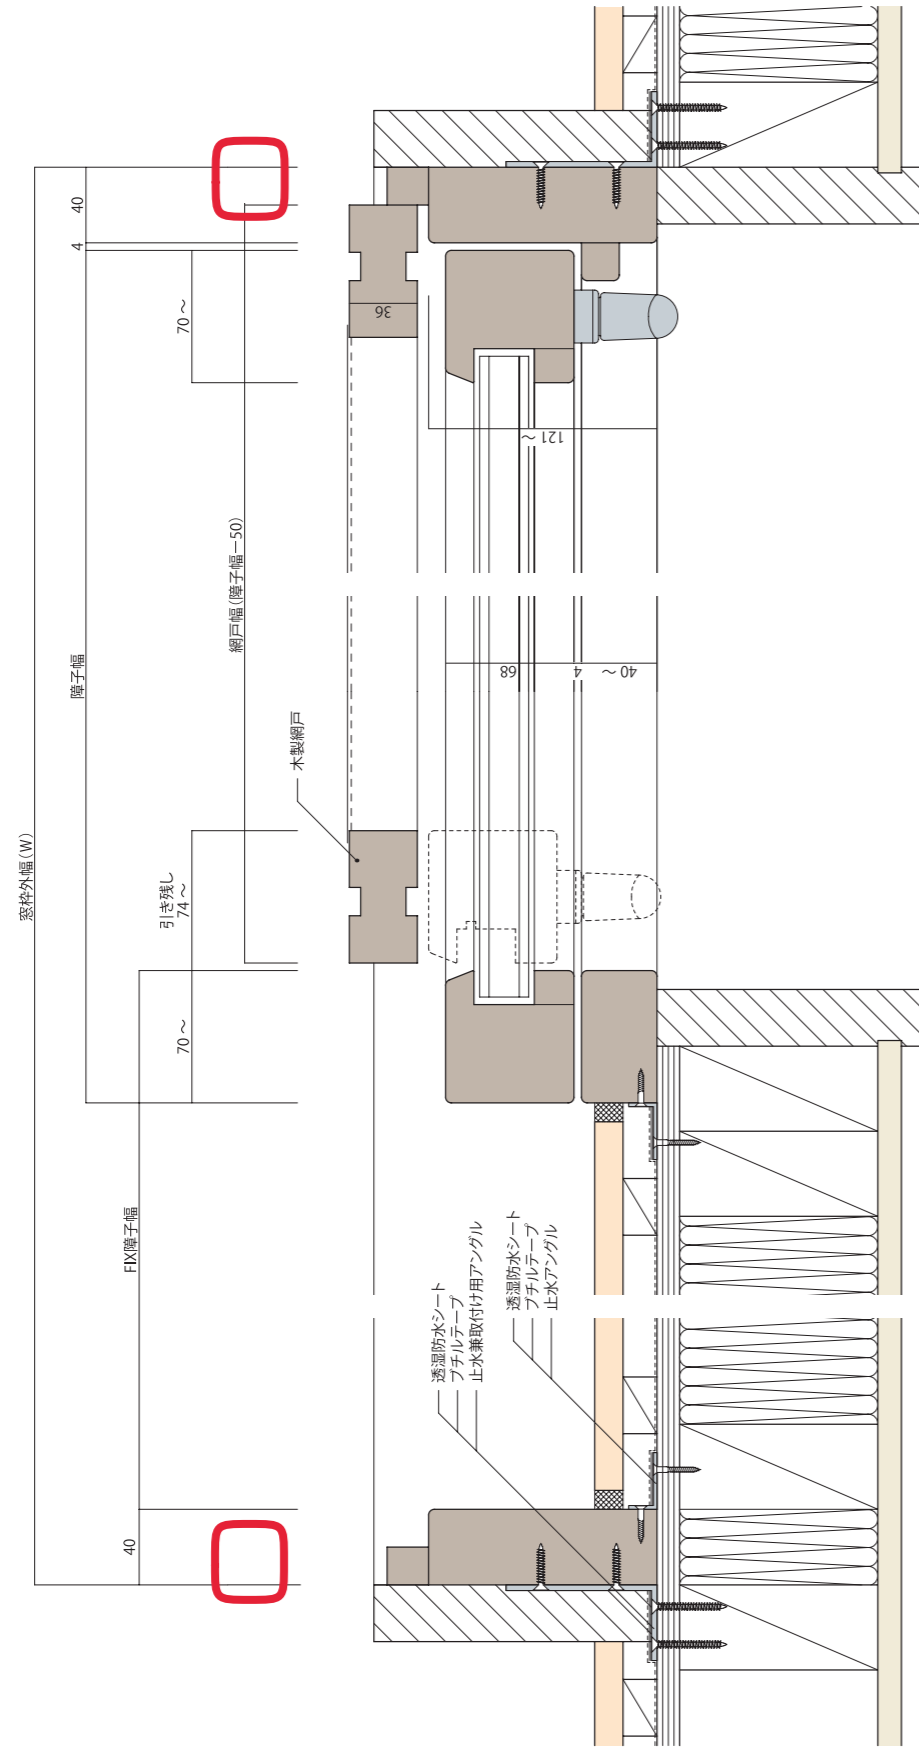 40
4
70～
36
121～
網戸幅(障子幅－50)
障子幅
68
4
40～
木製網戸
窓枠外幅(W)
引き残し
74～
70～
FIX障子幅
透湿防水シート
ブチルテープ
止水アングル
透湿防水シート
ブチルテープ
止水兼取付け用アングル
40